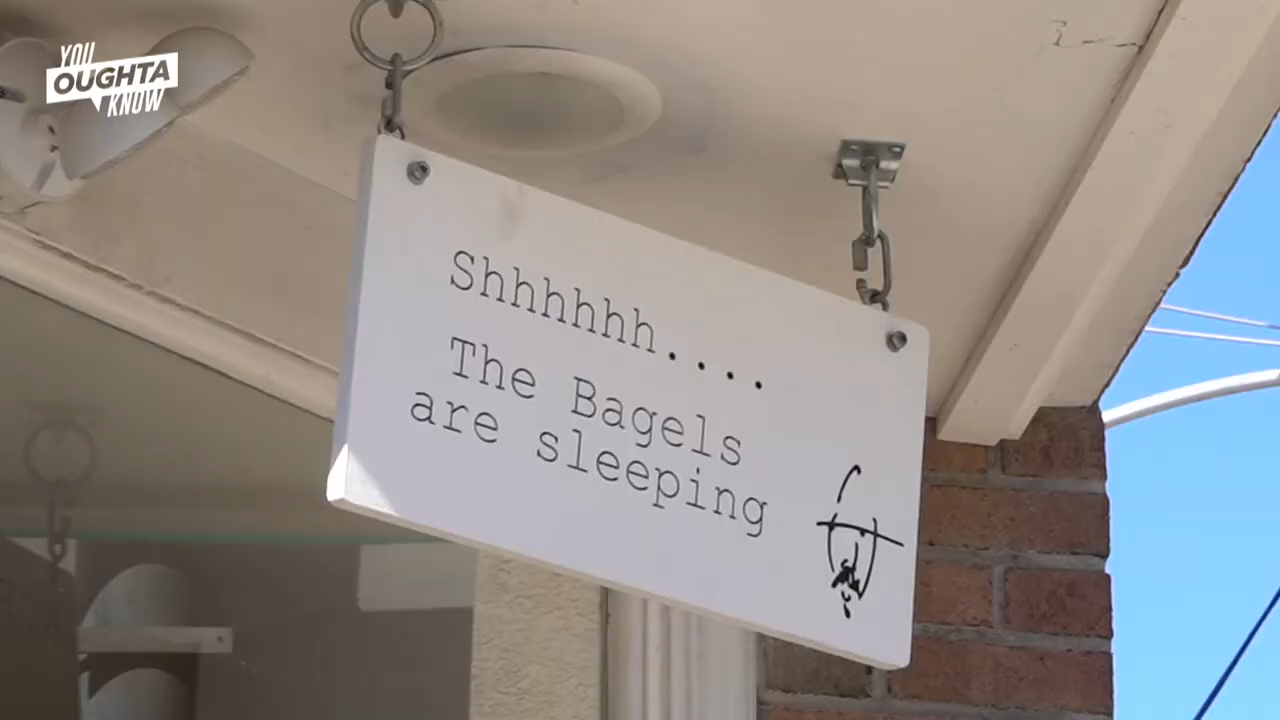 YOU
OUGHTA
KNOW
Shhhhhh....
The Bagels
are sleeping